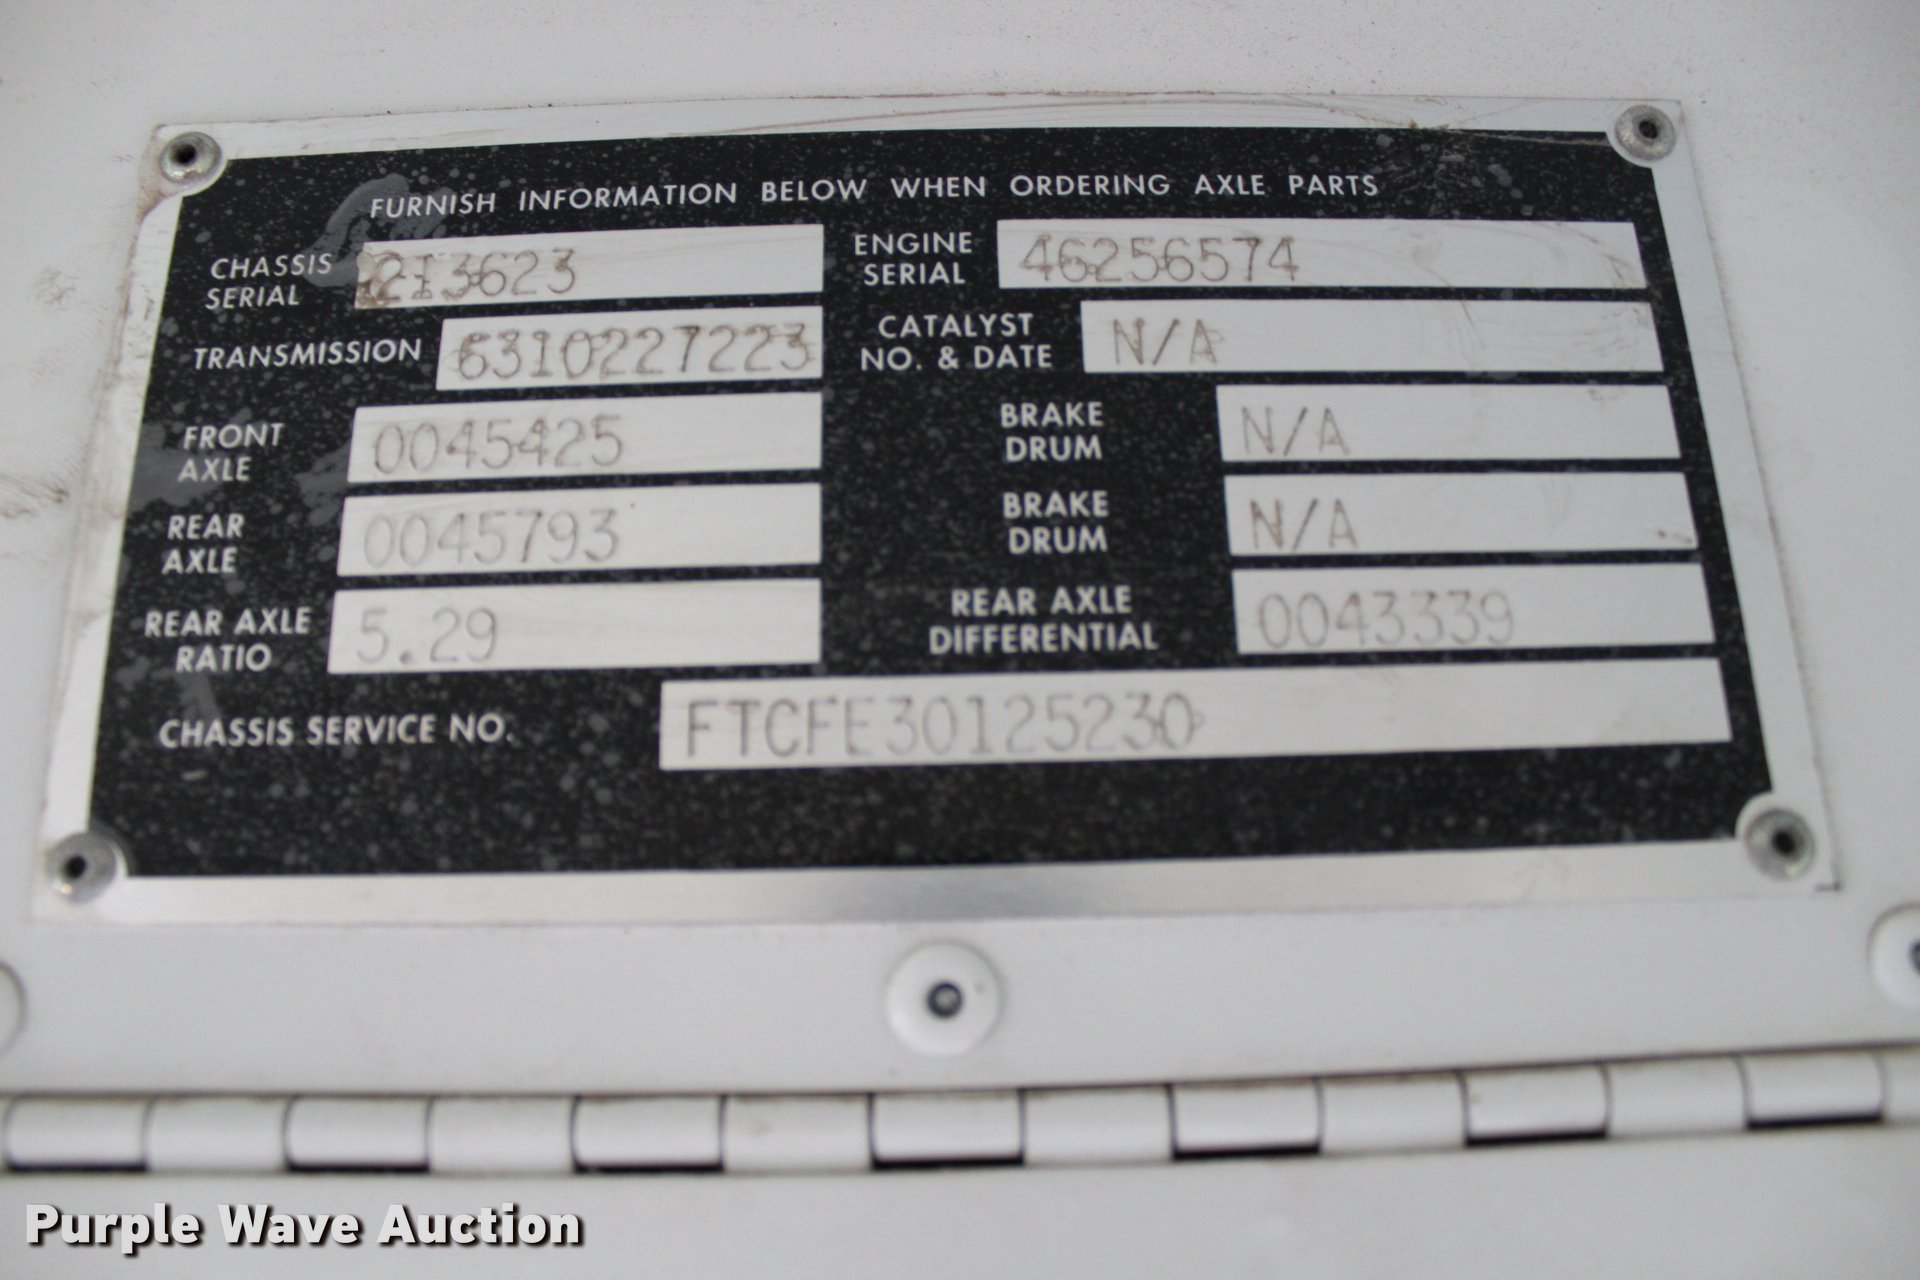 FURNISH INFORMATION BELOW WHEN ORDERING AXLE PARTS
CHASSIS SERIAL 213623
ENGINE SERIAL 46256574
TRANSMISSION 6310227223
CATALYST NO. & DATE N/A
FRONT AXLE 0045425
BRAKE DRUM N/A
REAR AXLE 0045793
BRAKE DRUM N/A
REAR AXLE RATIO 5.29
REAR AXLE DIFFERENTIAL 0043339
CHASSIS SERVICE NO. FTCFE30125230
Purple Wave Auction